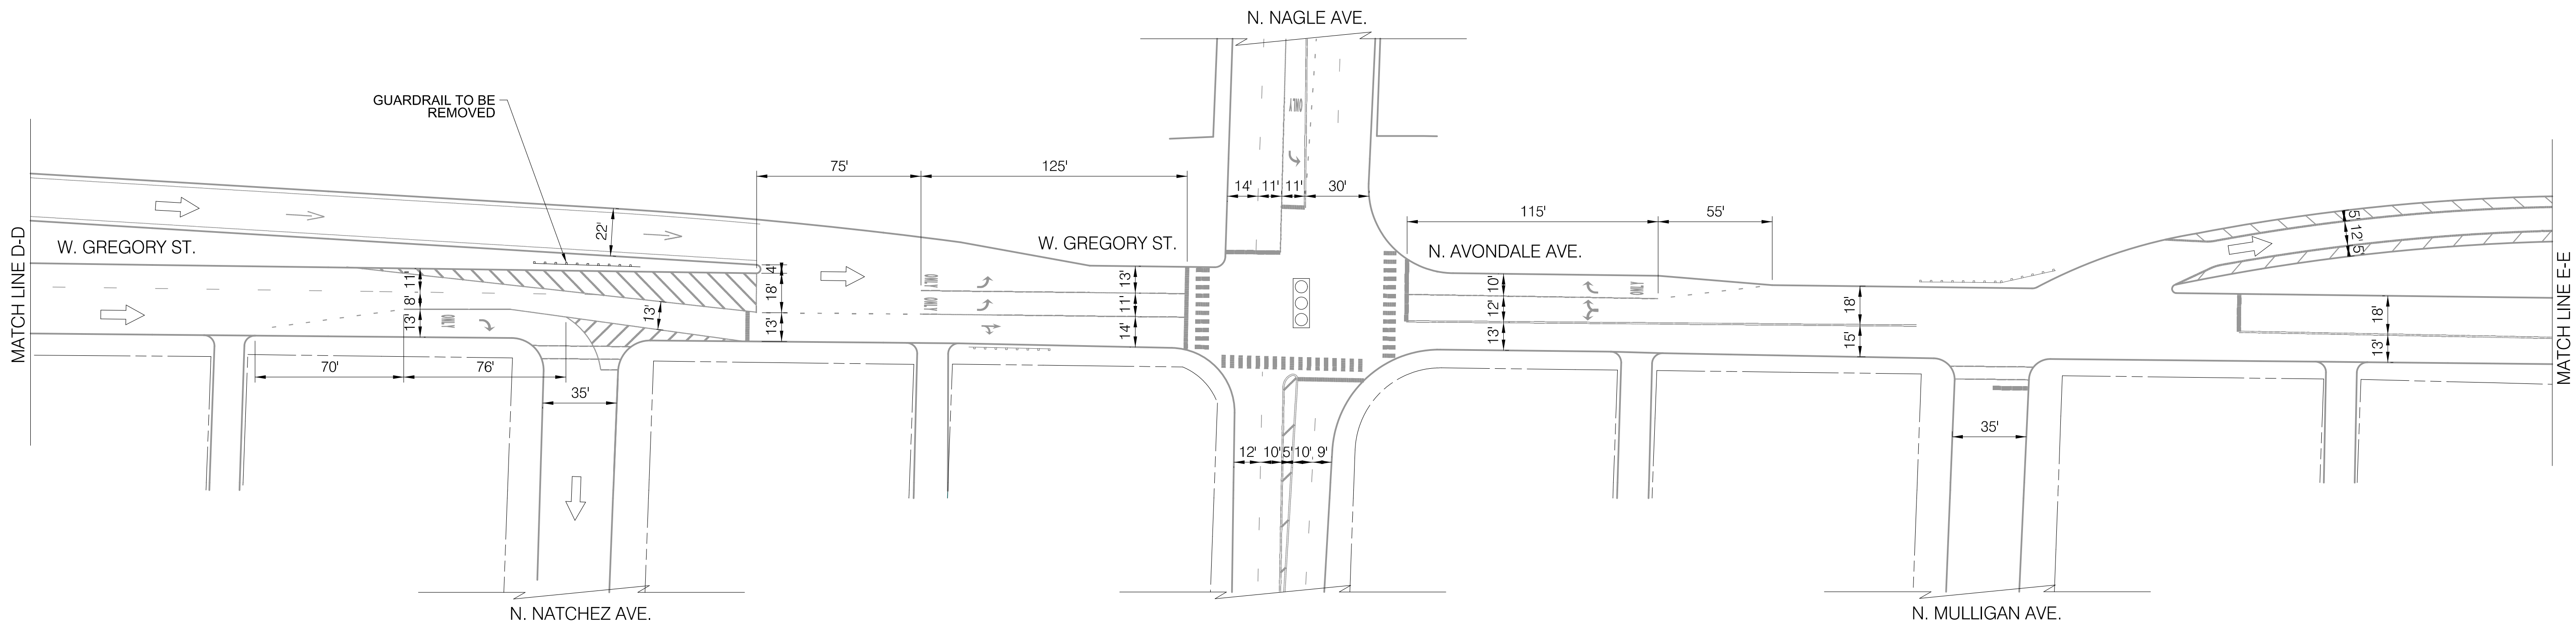 N. NAGLE AVE.
GUARDRAIL TO BE
REMOVED
MATCH LINE D-D
W. GREGORY ST.
22'
75'
125'
W. GREGORY ST.
14'
11'
11'
30'
ONLY
115'
55'
N. AVONDALE AVE.
5'
12'
5'
MATCH LINE E-E
11'
8'
13'
ONLY
13'
4'
18'
13'
ONLY
ONLY
13'
11'
14'
10'
12'
13'
ONLY
18'
15'
18'
13'
70'
76'
35'
12'
10'
5'
10'
9'
35'
N. NATCHEZ AVE.
N. MULLIGAN AVE.